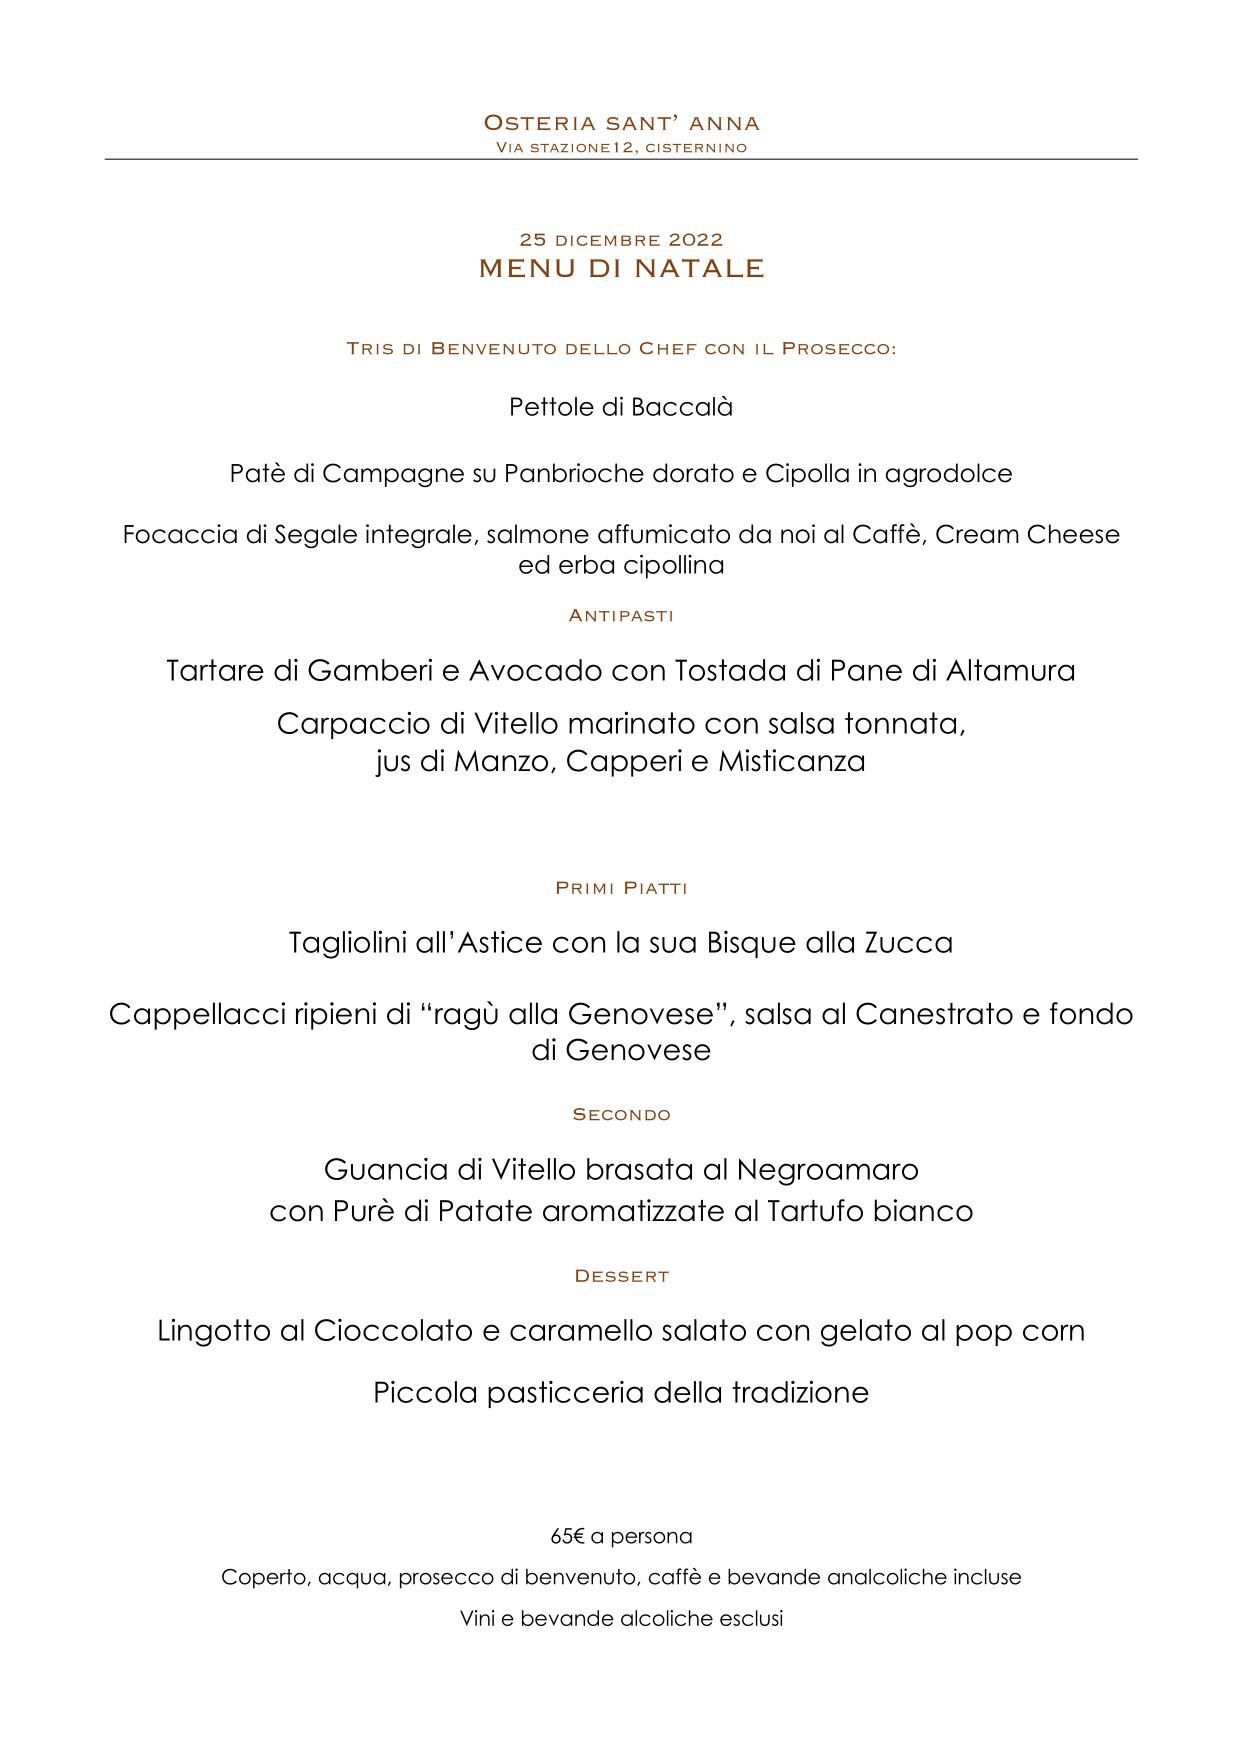 Osteria sant' anna
Via stazione12, cisternino
25 dicembre 2022
MENU DI NATALE
Tris di Benvenuto dello Chef con il Prosecco:
Pettole di Baccalà
Patè di Campagne su Panbrioche dorato e Cipolla in agrodolce
Focaccia di Segale integrale, salmone affumicato da noi al Caffè, Cream Cheese
ed erba cipollina
Antipasti
Tartare di Gamberi e Avocado con Tostada di Pane di Altamura
Carpaccio di Vitello marinato con salsa tonnata,
jus di Manzo, Capperi e Misticanza
Primi Piatti
Tagliolini all'Astice con la sua Bisque alla Zucca
Cappellacci ripieni di “ragù alla Genovese”, salsa al Canestrato e fondo
di Genovese
Secondo
Guancia di Vitello brasata al Negroamaro
con Purè di Patate aromatizzate al Tartufo bianco
Dessert
Lingotto al Cioccolato e caramello salato con gelato al pop corn
Piccola pasticceria della tradizione
65€ a persona
Coperto, acqua, prosecco di benvenuto, caffè e bevande analcoliche incluse
Vini e bevande alcoliche esclusi